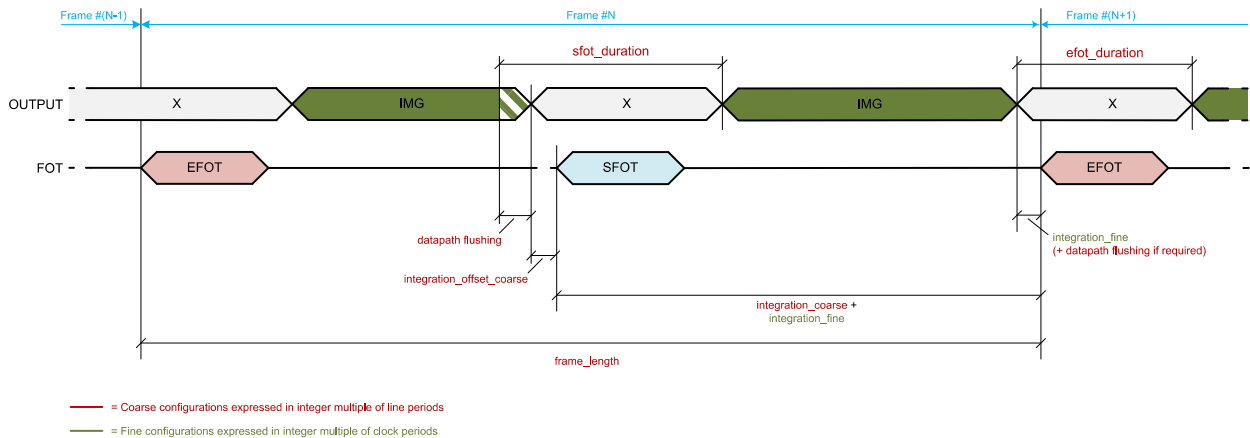 Frame #(N-1)
Frame #N
Frame #(N+1)
sfot_duration
efot_duration
OUTPUT
X
IMG
X
IMG
X
FOT
EFOT
SFOT
EFOT
datapath flushing
integration_fine
(+ datapath flushing if required)
integration_offset_coarse
integration_coarse +
integration_fine
frame_length
= Coarse configurations expressed in integer multiple of line periods
= Fine configurations expressed in integer multiple of clock periods